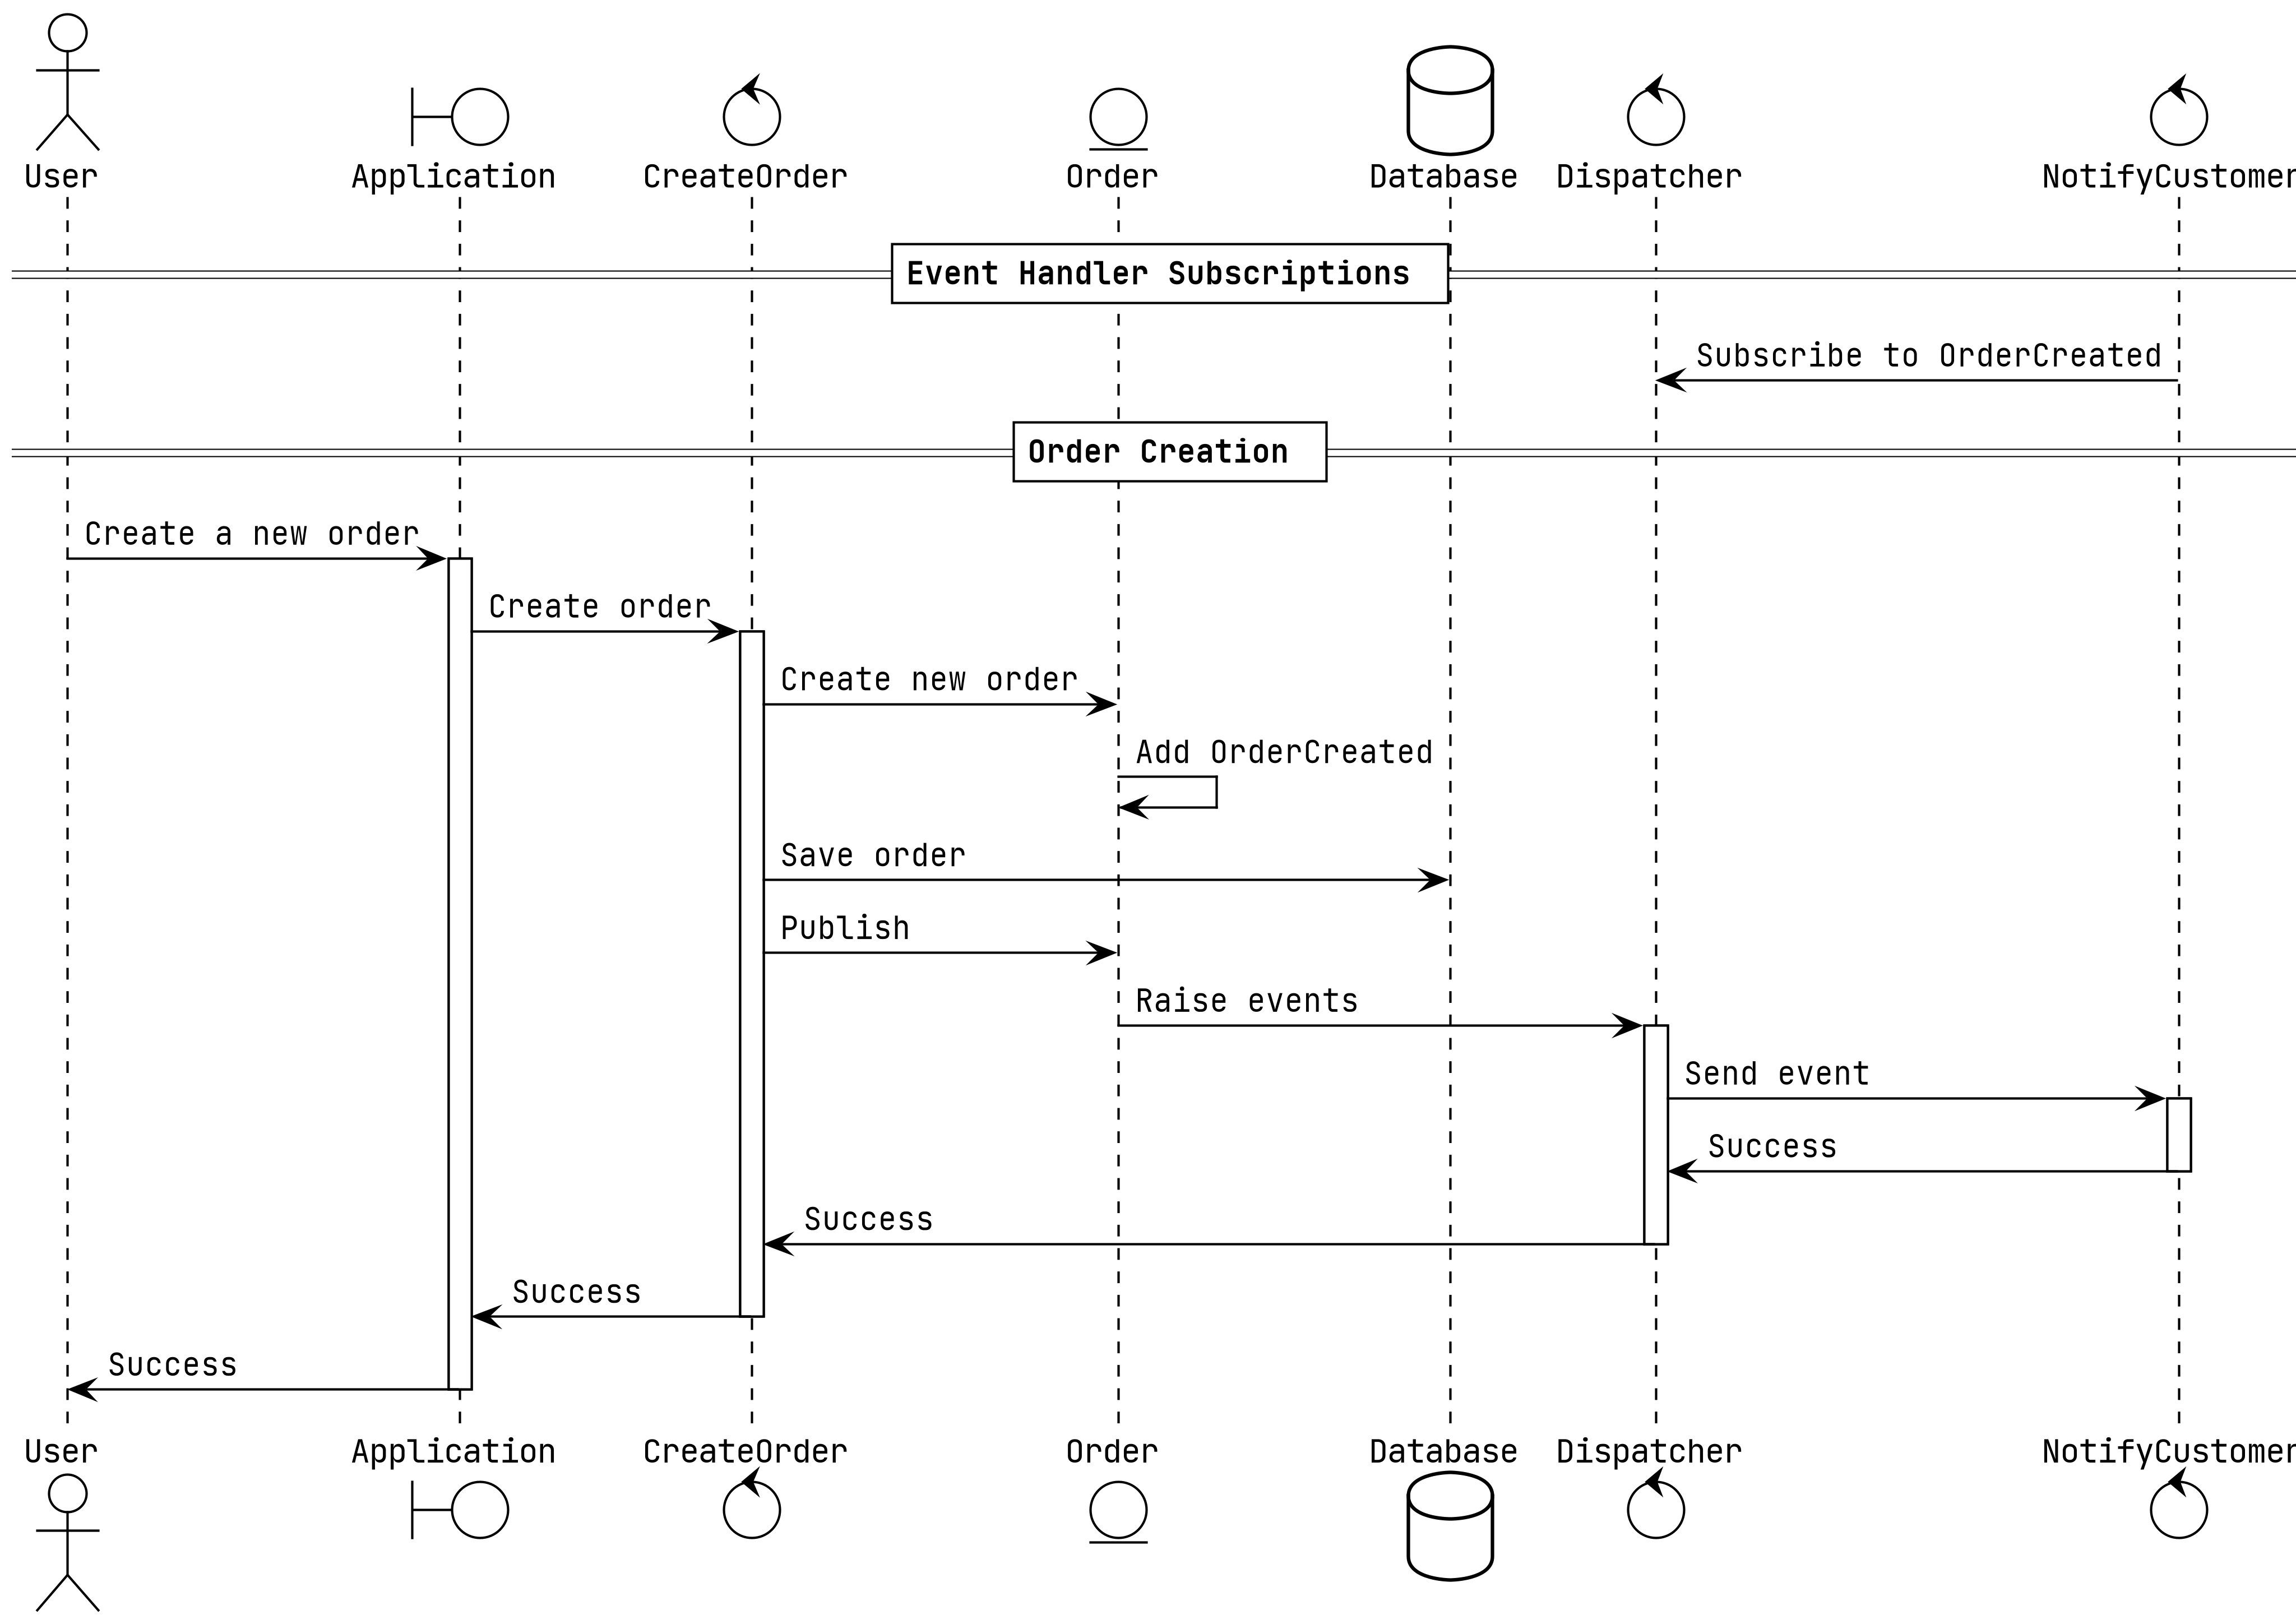 User
Application
CreateOrder
Order
Database
Dispatcher
NotifyCustomer
Event Handler Subscriptions
Subscribe to OrderCreated
Order Creation
Create a new order
Create order
Create new order
Add OrderCreated
Save order
Publish
Raise events
Send event
Success
Success
Success
Success
User
Application
CreateOrder
Order
Database
Dispatcher
NotifyCustomer